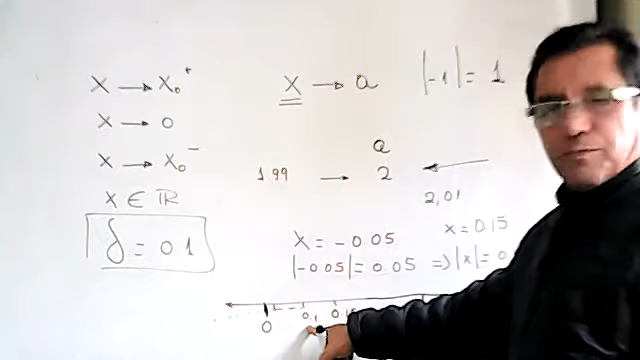 x → x₀⁺
x → a
|-1| = 1
x → 0
x → x₀⁻
a
1.99 → 2 ←
2,01
x ∈ ℝ
δ = 0 1
x = 0.15
x = -0.05
|-0.05| = 0.05 ⇒ |x| = 0
0 0.1 0.15